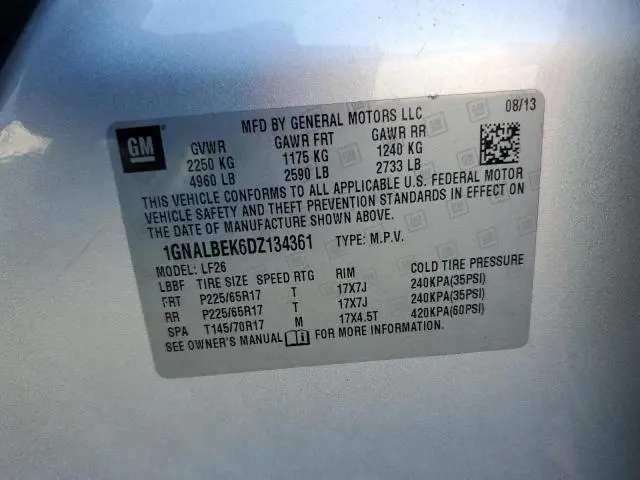 08/13
MFD BY GENERAL MOTORS LLC
GM
GVWR GAWR FRT GAWR RR
2250 KG 1175 KG 1240 KG
4960 LB 2590 LB 2733 LB
THIS VEHICLE CONFORMS TO ALL APPLICABLE U.S. FEDERAL MOTOR
VEHICLE SAFETY AND THEFT PREVENTION STANDARDS IN EFFECT ON
THE DATE OF MANUFACTURE SHOWN ABOVE.
1GNALBEK6DZ134361 TYPE: M.P.V.
MODEL: LF26
LBBF TIRE SIZE SPEED RTG RIM COLD TIRE PRESSURE
FRT P225/65R17 T 17X7J 240KPA(35PSI)
RR P225/65R17 T 17X7J 240KPA(35PSI)
SPA T145/70R17 M 17X4.5T 420KPA(60PSI)
SEE OWNER'S MANUAL FOR MORE INFORMATION.